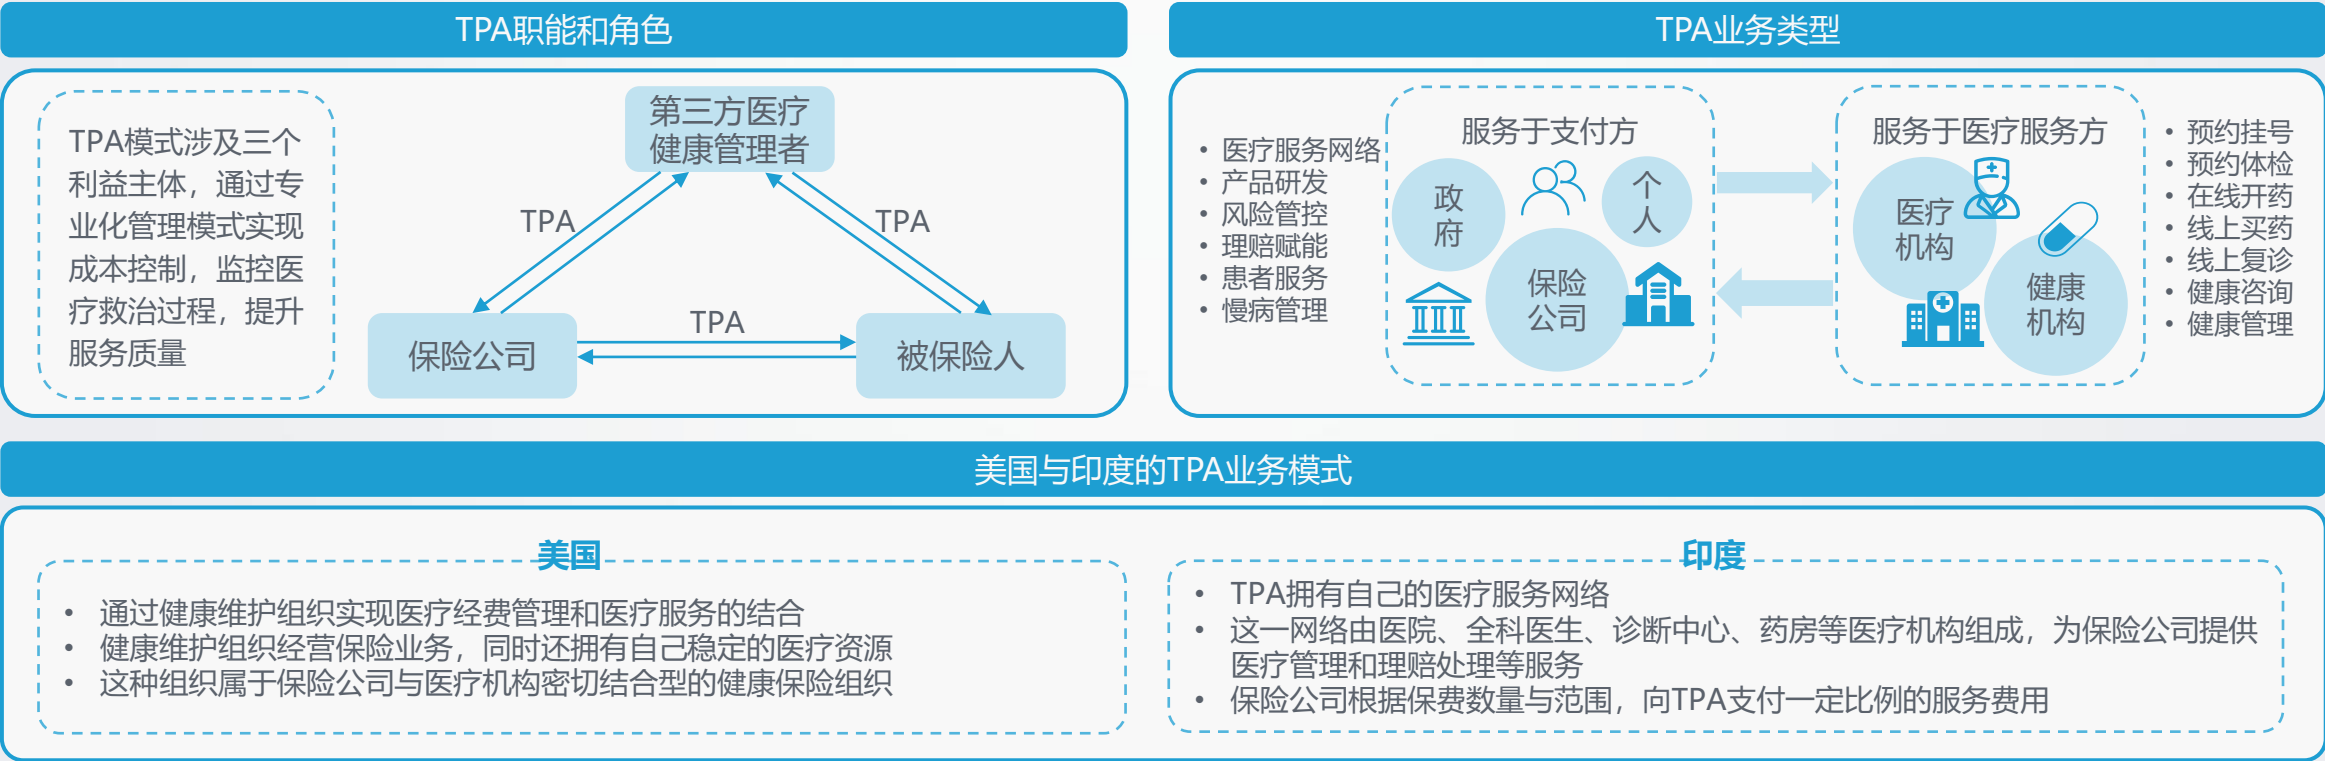 TPA职能和角色
TPA模式涉及三个
利益主体，通过专
业化管理模式实现
成本控制，监控医
疗救治过程，提升
服务质量
第三方医疗
健康管理者
TPA
TPA
TPA
保险公司
被保险人
TPA业务类型
• 医疗服务网络
• 产品研发
• 风险管控
• 理赔赋能
• 患者服务
• 慢病管理
服务于支付方
政
府
个
人
保险
公司
服务于医疗服务方
医疗
机构
健康
机构
• 预约挂号
• 预约体检
• 在线开药
• 线上买药
• 线上复诊
• 健康咨询
• 健康管理
美国与印度的TPA业务模式
美国
• 通过健康维护组织实现医疗经费管理和医疗服务的结合
• 健康维护组织经营保险业务，同时还拥有自己稳定的医疗资源
• 这种组织属于保险公司与医疗机构密切结合型的健康保险组织
印度
• TPA拥有自己的医疗服务网络
• 这一网络由医院、全科医生、诊断中心、药房等医疗机构组成，为保险公司提供
医疗管理和理赔处理等服务
• 保险公司根据保费数量与范围，向TPA支付一定比例的服务费用